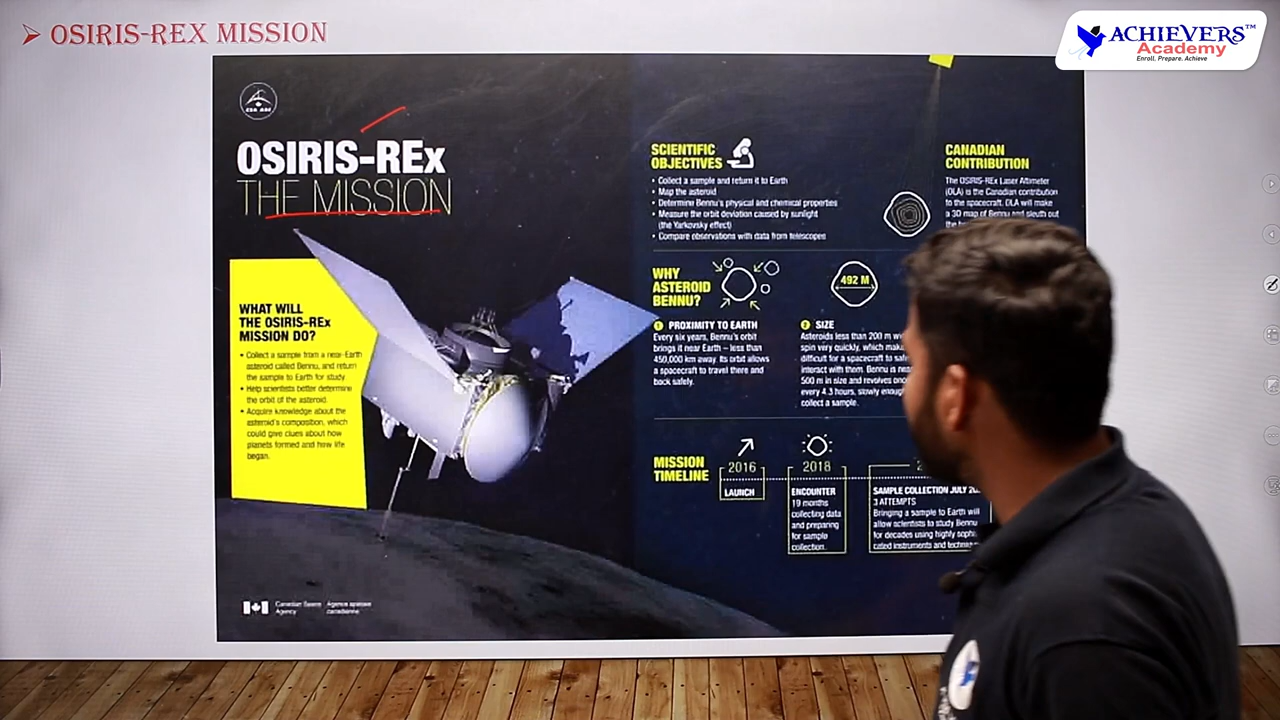 ➢ OSIRIS-REX MISSION
ACHIEVERS™
Academy
Enroll. Prepare. Achieve
CSA ASC
OSIRIS-REx
THE MISSION
WHAT WILL
THE OSIRIS-REx
MISSION DO?
• Collect a sample from a near-Earth
asteroid called Bennu, and return
the sample to Earth for study
• Help scientists better determine
the orbit of the asteroid.
• Acquire knowledge about the
asteroid's composition, which
could give clues about how
planets formed and how life
began.
Canadian Space Agency
Agence spatiale canadienne
SCIENTIFIC
OBJECTIVES
• Collect a sample and return it to Earth
• Map the asteroid
• Determine Bennu's physical and chemical properties
• Measure the orbit deviation caused by sunlight
(the Yarkovsky effect)
• Compare observations with data from telescopes
CANADIAN
CONTRIBUTION
The OSIRIS-REx Laser Altimeter
(OLA) is the Canadian contribution
to the spacecraft. OLA will make
a 3D map of Bennu and sleuth out
WHY
ASTEROID
BENNU?
492 M
1 PROXIMITY TO EARTH
Every six years, Bennu's orbit
brings it near Earth – less than
450,000 km away. Its orbit allows
a spacecraft to travel there and
back safely.
2 SIZE
Asteroids less than 200 m
spin very quickly, which
difficult for a spacecraft to
interact with them. Bennu is
500 m in size and revolves
every 4.3 hours, slowly
collect a sample.
MISSION
TIMELINE
2016
LAUNCH
2018
ENCOUNTER
19 months
collecting data
and preparing
for sample
collection.
SAMPLE COLLECTION JULY
3 ATTEMPTS
Bringing a sample to Earth will
allow scientists to study Bennu
for decades using highly
cated instruments and